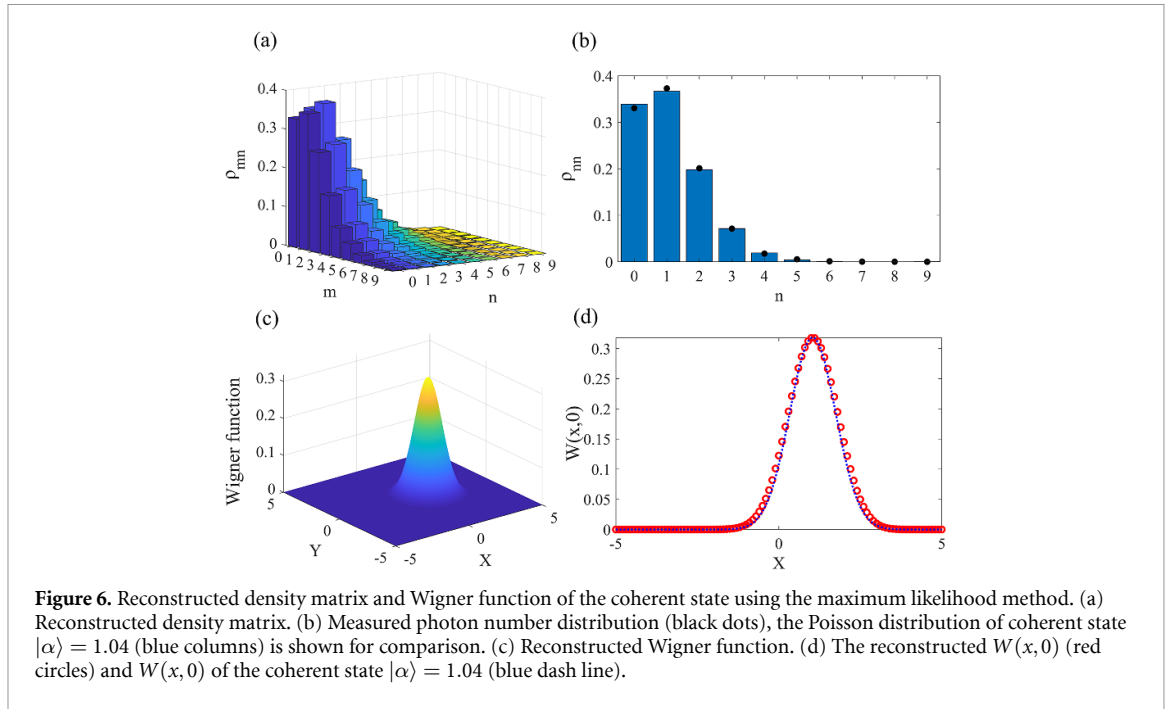 (a)
0.4
0.3
0.2
0.1
0
ρmn
0 1 2 3 4 5 6 7 8 9
m
0 1 2 3 4 5 6 7 8 9
n
(b)
0.4
0.3
0.2
0.1
0
ρmn
0 1 2 3 4 5 6 7 8 9
n
(c)
0.3
0.2
0.1
0
Wigner function
5
0
-5
Y
-5
0
5
X
(d)
0.3
0.25
0.2
0.15
0.1
0.05
0
W(x,0)
-5 0 5
X
Figure 6. Reconstructed density matrix and Wigner function of the coherent state using the maximum likelihood method. (a)
Reconstructed density matrix. (b) Measured photon number distribution (black dots), the Poisson distribution of coherent state
|α⟩ = 1.04 (blue columns) is shown for comparison. (c) Reconstructed Wigner function. (d) The reconstructed W(x,0) (red
circles) and W(x,0) of the coherent state |α⟩ = 1.04 (blue dash line).